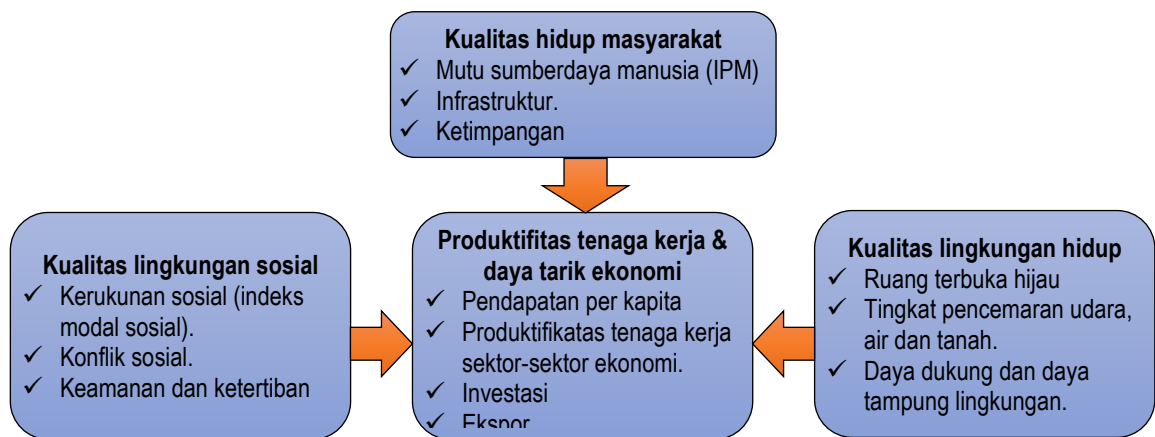 Kualitas hidup masyarakat
✓ Mutu sumberdaya manusia (IPM)
✓ Infrastruktur.
✓ Ketimpangan
Kualitas lingkungan sosial
✓ Kerukunan sosial (indeks
modal sosial).
✓ Konflik sosial.
✓ Keamanan dan ketertiban
Produktifitas tenaga kerja &
daya tarik ekonomi
✓ Pendapatan per kapita
✓ Produktifikatas tenaga kerja
sektor-sektor ekonomi.
✓ Investasi
✓ Ekspor
Kualitas lingkungan hidup
✓ Ruang terbuka hijau
✓ Tingkat pencemaran udara,
air dan tanah.
✓ Daya dukung dan daya
tampung lingkungan.